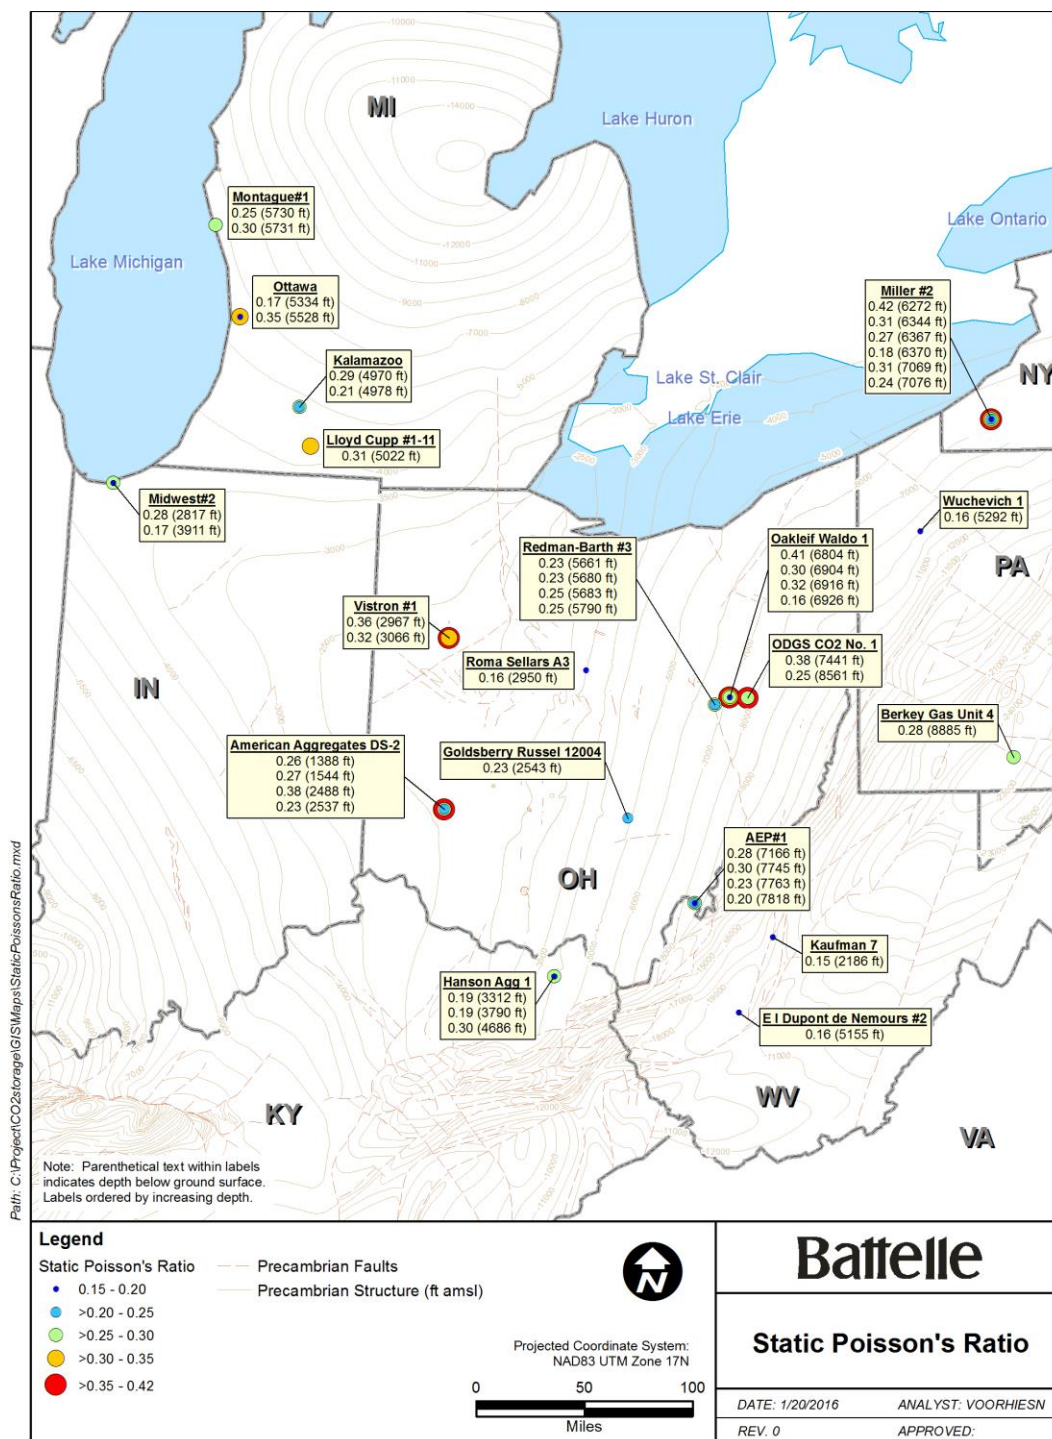 MI
Lake Huron
Lake Ontario
Lake Michigan
Montague#1
0.25 (5730 ft)
0.30 (5731 ft)
Ottawa
0.17 (5334 ft)
0.35 (5528 ft)
Miller #2
0.42 (6272 ft)
0.31 (6344 ft)
0.27 (6367 ft)
0.18 (6370 ft)
0.31 (7069 ft)
0.24 (7076 ft)
NY
Kalamazoo
0.29 (4970 ft)
0.21 (4978 ft)
Lake St. Clair
Lake Erie
Lloyd Cupp #1-11
0.31 (5022 ft)
Midwest#2
0.28 (2817 ft)
0.17 (3911 ft)
Wuchevich 1
0.16 (5292 ft)
PA
Redman-Barth #3
0.23 (5661 ft)
0.23 (5680 ft)
0.25 (5683 ft)
0.25 (5790 ft)
Oakleif Waldo 1
0.41 (6804 ft)
0.30 (6904 ft)
0.32 (6916 ft)
0.16 (6926 ft)
Vistron #1
0.36 (2967 ft)
0.32 (3066 ft)
Roma Sellars A3
0.16 (2950 ft)
ODGS CO2 No. 1
0.38 (7441 ft)
0.25 (8561 ft)
IN
Berkey Gas Unit 4
0.28 (8885 ft)
American Aggregates DS-2
0.26 (1388 ft)
0.27 (1544 ft)
0.38 (2488 ft)
0.23 (2537 ft)
Goldsberry Russel 12004
0.23 (2543 ft)
OH
AEP#1
0.28 (7166 ft)
0.30 (7745 ft)
0.23 (7763 ft)
0.20 (7818 ft)
Kaufman 7
0.15 (2186 ft)
Hanson Agg 1
0.19 (3312 ft)
0.19 (3790 ft)
0.30 (4686 ft)
E I Dupont de Nemours #2
0.16 (5155 ft)
WV
KY
VA
Note: Parenthetical text within labels
indicates depth below ground surface.
Labels ordered by increasing depth.
Path: C:\Project\CO2storage\GIS\Maps\StaticPoissonsRatio.mxd
Legend
Static Poisson's Ratio
0.15 - 0.20
>0.20 - 0.25
>0.25 - 0.30
>0.30 - 0.35
>0.35 - 0.42
Precambrian Faults
Precambrian Structure (ft amsl)
N
Projected Coordinate System:
NAD83 UTM Zone 17N
0 50 100
Miles
Battelle
Static Poisson's Ratio
DATE: 1/20/2016 ANALYST: VOORHIESN
REV. 0 APPROVED: